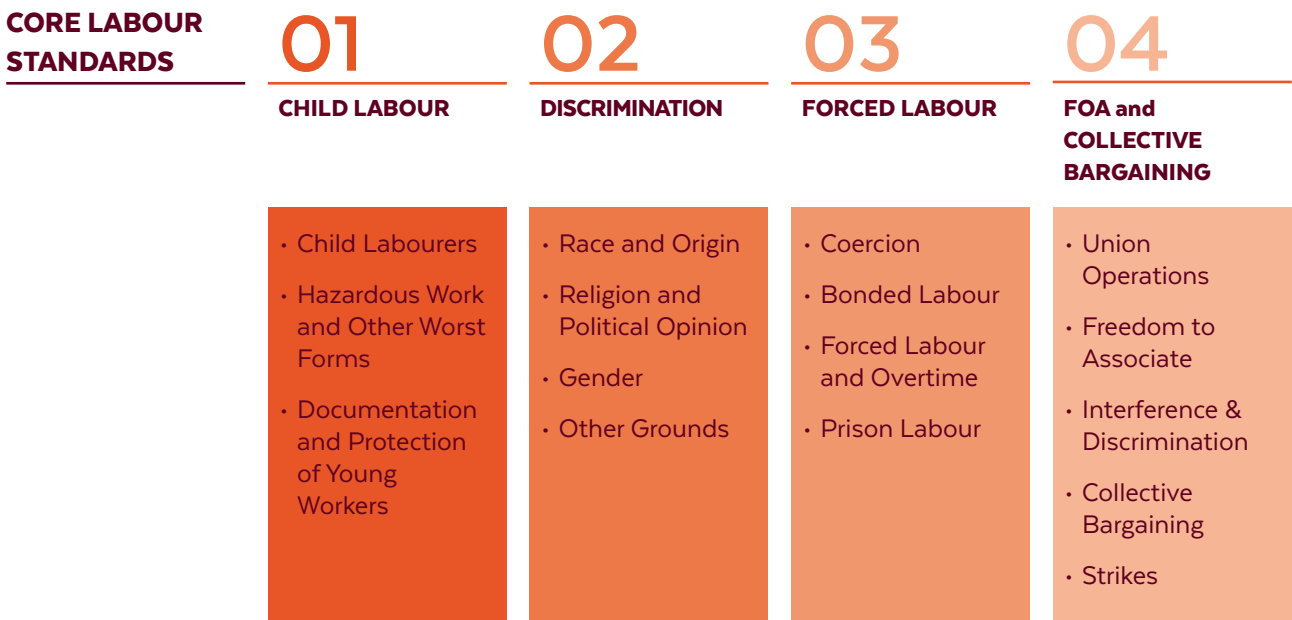 CORE LABOUR
STANDARDS
01
CHILD LABOUR
• Child Labourers
• Hazardous Work
and Other Worst
Forms
• Documentation
and Protection
of Young
Workers
02
DISCRIMINATION
• Race and Origin
• Religion and
Political Opinion
• Gender
• Other Grounds
03
FORCED LABOUR
• Coercion
• Bonded Labour
• Forced Labour
and Overtime
• Prison Labour
04
FOA and
COLLECTIVE
BARGAINING
• Union
Operations
• Freedom to
Associate
• Interference &
Discrimination
• Collective
Bargaining
• Strikes